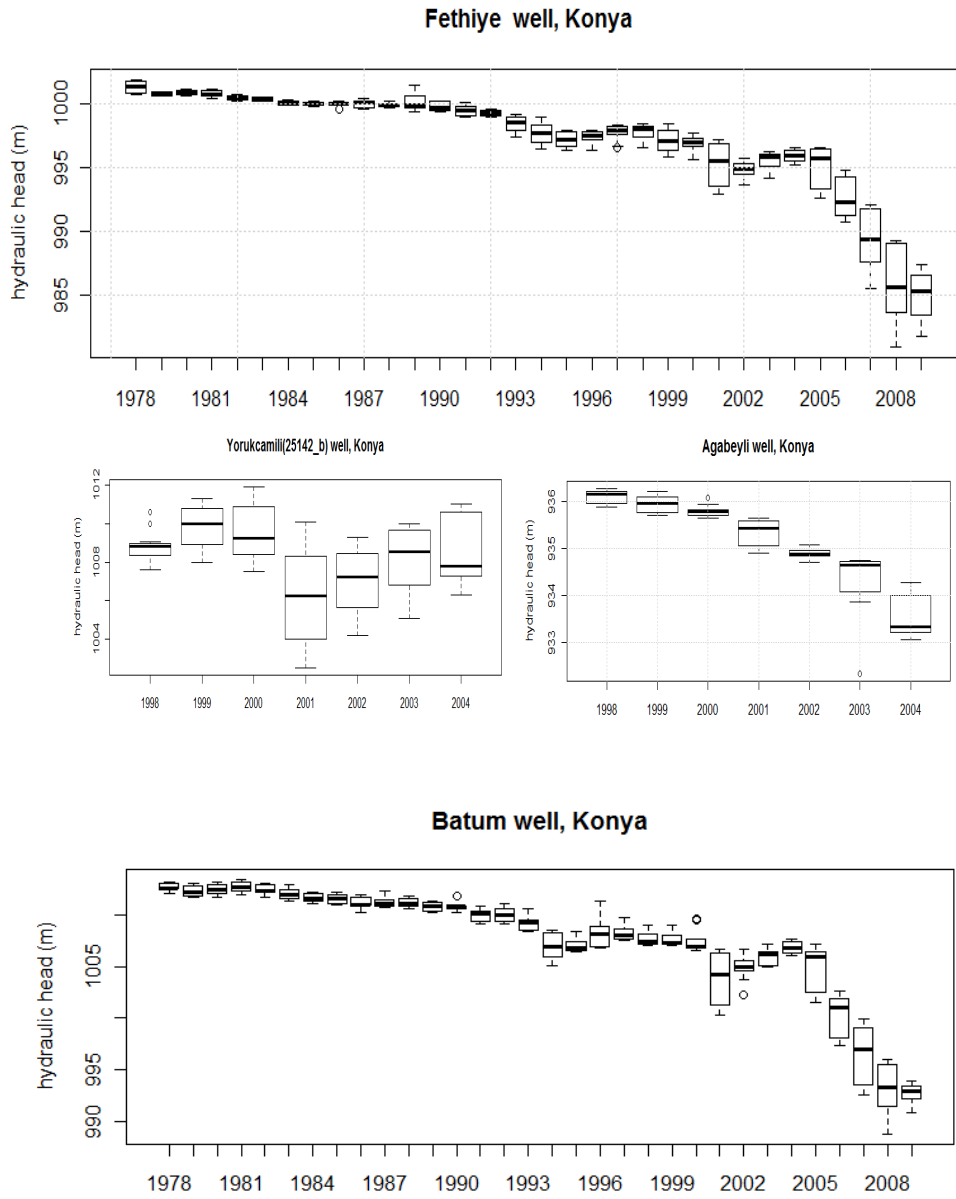 Fethiye well, Konya
hydraulic head (m)
1000
995
990
985
1978 1981 1984 1987 1990 1993 1996 1999 2002 2005 2008
Yorukcamili(25142_b) well, Konya
hydraulic head (m)
1012
1008
1004
1998 1999 2000 2001 2002 2003 2004
Agabeyli well, Konya
hydraulic head (m)
936
935
934
933
1998 1999 2000 2001 2002 2003 2004
Batum well, Konya
hydraulic head (m)
1005
995
990
1978 1981 1984 1987 1990 1993 1996 1999 2002 2005 2008